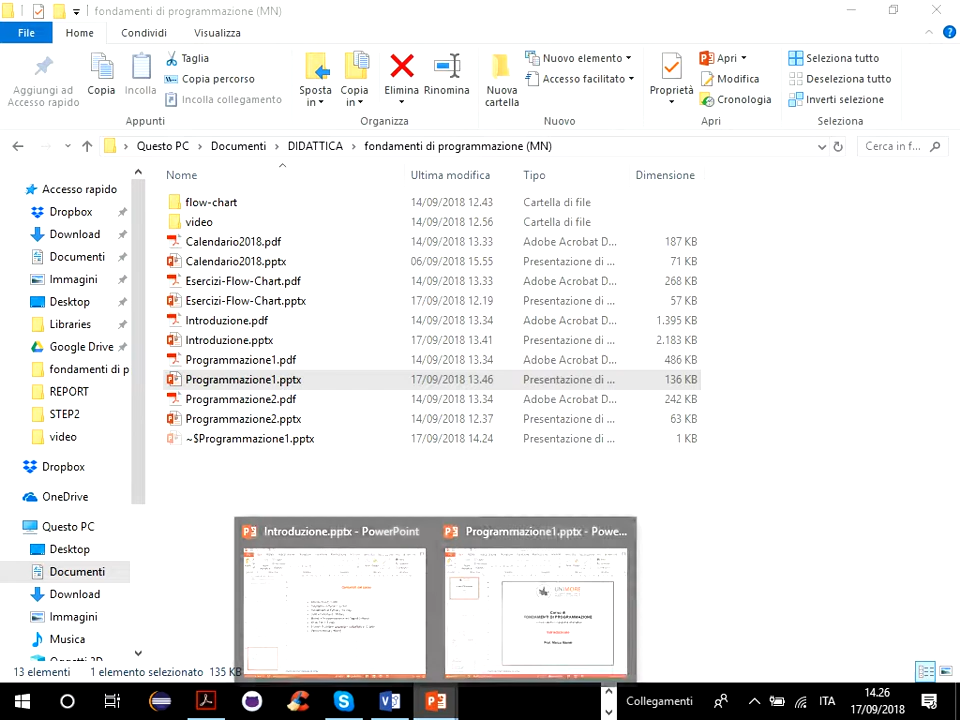 fondamenti di programmazione (MN)
File Home Condividi Visualizza
Aggiungi ad Accesso rapido
Copia
Incolla
Taglia
Copia percorso
Incolla collegamento
Sposta in
Copia in
Elimina
Rinomina
Nuova cartella
Nuovo elemento
Accesso facilitato
Proprietà
Apri
Modifica
Cronologia
Seleziona tutto
Deseleziona tutto
Inverti selezione
Appunti Organizza Nuovo Apri Selezione
Questo PC > Documenti > DIDATTICA > fondamenti di programmazione (MN) Cerca in f...
Nome Ultima modifica Tipo Dimensione
flow-chart 14/09/2018 12.43 Cartella di file
video 14/09/2018 12.56 Cartella di file
Calendario2018.pdf 14/09/2018 13.33 Adobe Acrobat D... 187 KB
Calendario2018.pptx 06/09/2018 15.55 Presentazione di ... 71 KB
Esercizi-Flow-Chart.pdf 14/09/2018 13.33 Adobe Acrobat D... 268 KB
Esercizi-Flow-Chart.pptx 17/09/2018 12.19 Presentazione di ... 57 KB
Introduzione.pdf 14/09/2018 13.34 Adobe Acrobat D... 1.395 KB
Introduzione.pptx 17/09/2018 13.41 Presentazione di ... 2.183 KB
Programmazione1.pdf 14/09/2018 13.34 Adobe Acrobat D... 486 KB
Programmazione1.pptx 17/09/2018 13.46 Presentazione di ... 136 KB
Programmazione2.pdf 14/09/2018 13.34 Adobe Acrobat D... 242 KB
Programmazione2.pptx 14/09/2018 12.37 Presentazione di ... 63 KB
~$Programmazione1.pptx 17/09/2018 14.24 Presentazione di ... 1 KB
Accesso rapido
Dropbox
Download
Documenti
Immagini
Desktop
Libraries
Google Drive
fondamenti di p
REPORT
STEP2
video
Dropbox
OneDrive
Questo PC
Desktop
Documenti
Download
Immagini
Musica
Oggetti 3D
Introduzione.pptx - PowerPoint
Programmazione1.pptx - Powe...
UNIMORE
Corso di
FONDAMENTI DI PROGRAMMAZIONE
13 elementi 1 elemento selezionato 135 KB
Collegamenti ITA 14.26
17/09/2018